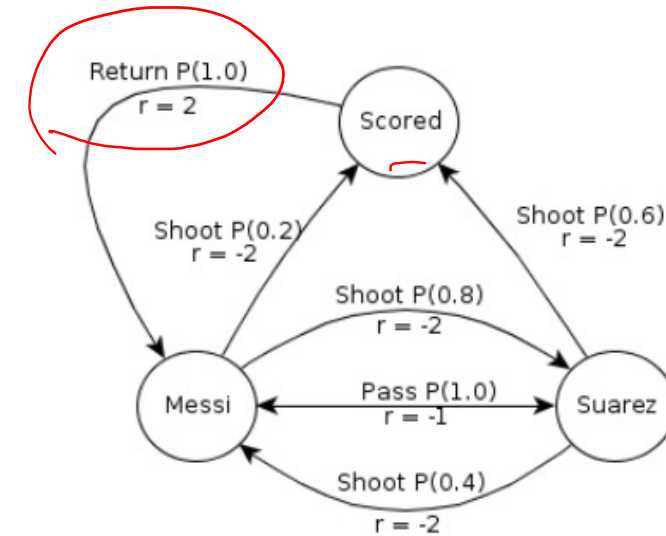 Return P(1.0)
r = 2
Scored
Shoot P(0.2)
r = -2
Shoot P(0.6)
r = -2
Shoot P(0.8)
r = -2
Messi
Pass P(1.0)
r = -1
Suarez
Shoot P(0.4)
r = -2